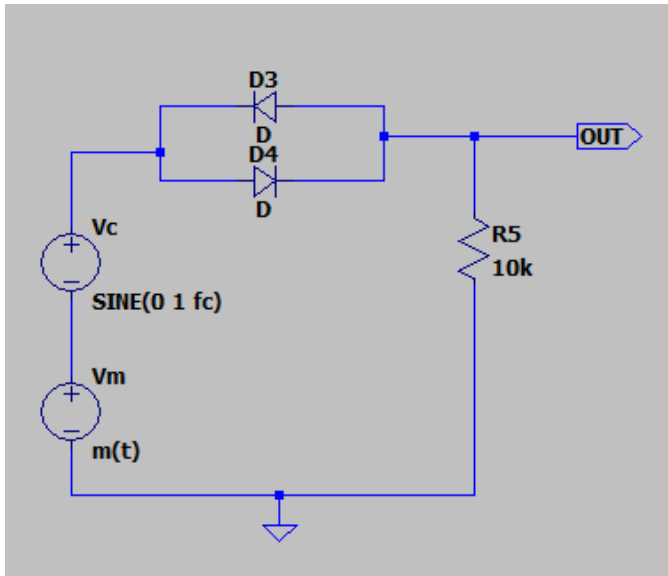 D3
D
D4
D
OUT
Vc
R5
10k
SINE(0 1 fc)
Vm
m(t)